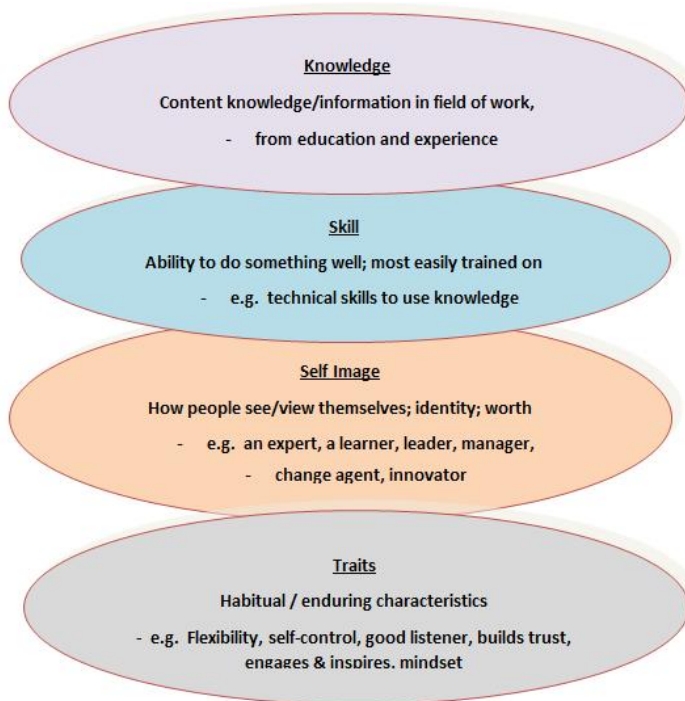 Knowledge
Content knowledge/information in field of work,
- from education and experience
Skill
Ability to do something well; most easily trained on
- e.g. technical skills to use knowledge
Self Image
How people see/view themselves; identity; worth
- e.g. an expert, a learner, leader, manager,
- change agent, innovator
Traits
Habitual / enduring characteristics
- e.g. Flexibility, self-control, good listener, builds trust,
engages & inspires, mindset